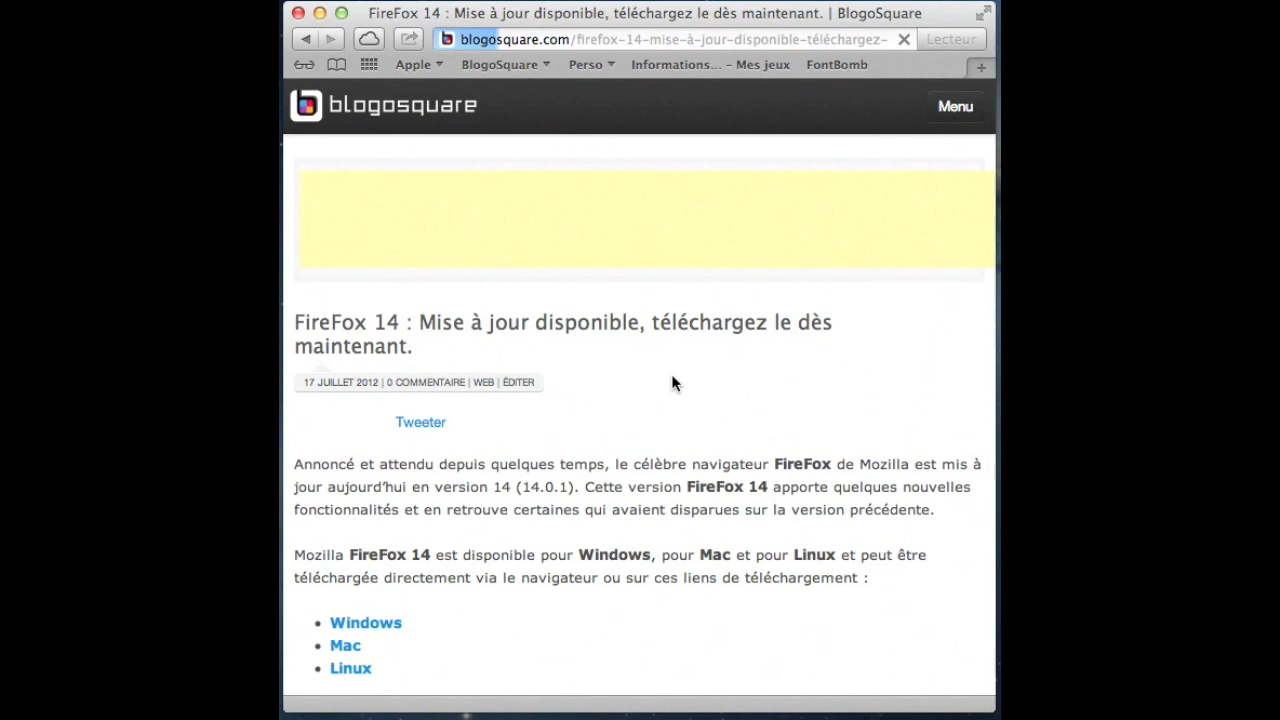 FireFox 14 : Mise à jour disponible, téléchargez le dès maintenant. | BlogoSquare
blogosquare.com/firefox-14-mise-à-jour-disponible-téléchargez-
Lecteur
Apple BlogoSquare Perso Informations... – Mes jeux FontBomb
blogosquare
Menu
FireFox 14 : Mise à jour disponible, téléchargez le dès
maintenant.
17 JUILLET 2012 | 0 COMMENTAIRE | WEB | ÉDITER
Tweeter
Annoncé et attendu depuis quelques temps, le célèbre navigateur FireFox de Mozilla est mis à
jour aujourd’hui en version 14 (14.0.1). Cette version FireFox 14 apporte quelques nouvelles
fonctionnalités et en retrouve certaines qui avaient disparues sur la version précédente.
Mozilla FireFox 14 est disponible pour Windows, pour Mac et pour Linux et peut être
téléchargée directement via le navigateur ou sur ces liens de téléchargement :
• Windows
• Mac
• Linux